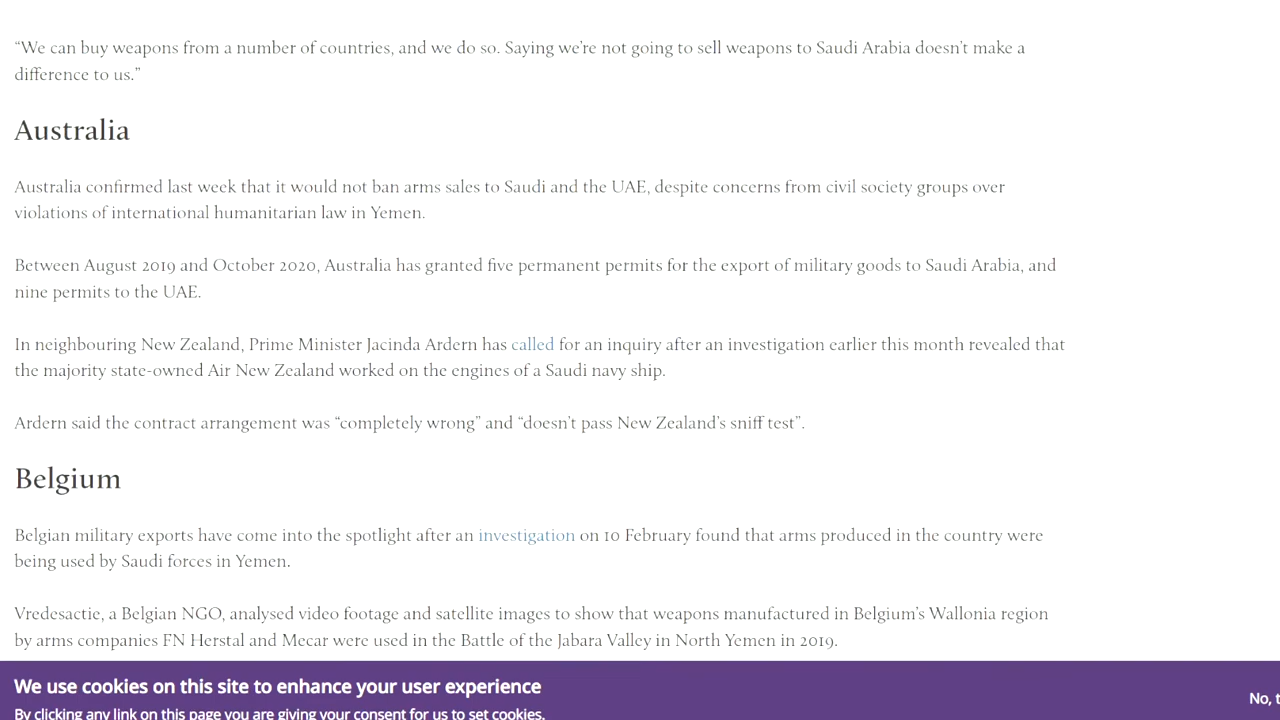 “We can buy weapons from a number of countries, and we do so. Saying we’re not going to sell weapons to Saudi Arabia doesn’t make a
difference to us.”
Australia
Australia confirmed last week that it would not ban arms sales to Saudi and the UAE, despite concerns from civil society groups over
violations of international humanitarian law in Yemen.
Between August 2019 and October 2020, Australia has granted five permanent permits for the export of military goods to Saudi Arabia, and
nine permits to the UAE.
In neighbouring New Zealand, Prime Minister Jacinda Ardern has called for an inquiry after an investigation earlier this month revealed that
the majority state-owned Air New Zealand worked on the engines of a Saudi navy ship.
Ardern said the contract arrangement was “completely wrong” and “doesn’t pass New Zealand’s sniff test”.
Belgium
Belgian military exports have come into the spotlight after an investigation on 10 February found that arms produced in the country were
being used by Saudi forces in Yemen.
Vredesactie, a Belgian NGO, analysed video footage and satellite images to show that weapons manufactured in Belgium’s Wallonia region
by arms companies FN Herstal and Mecar were used in the Battle of the Jabara Valley in North Yemen in 2019.
We use cookies on this site to enhance your user experience
No, t
By clicking any link on this page you are giving your consent for us to set cookies.